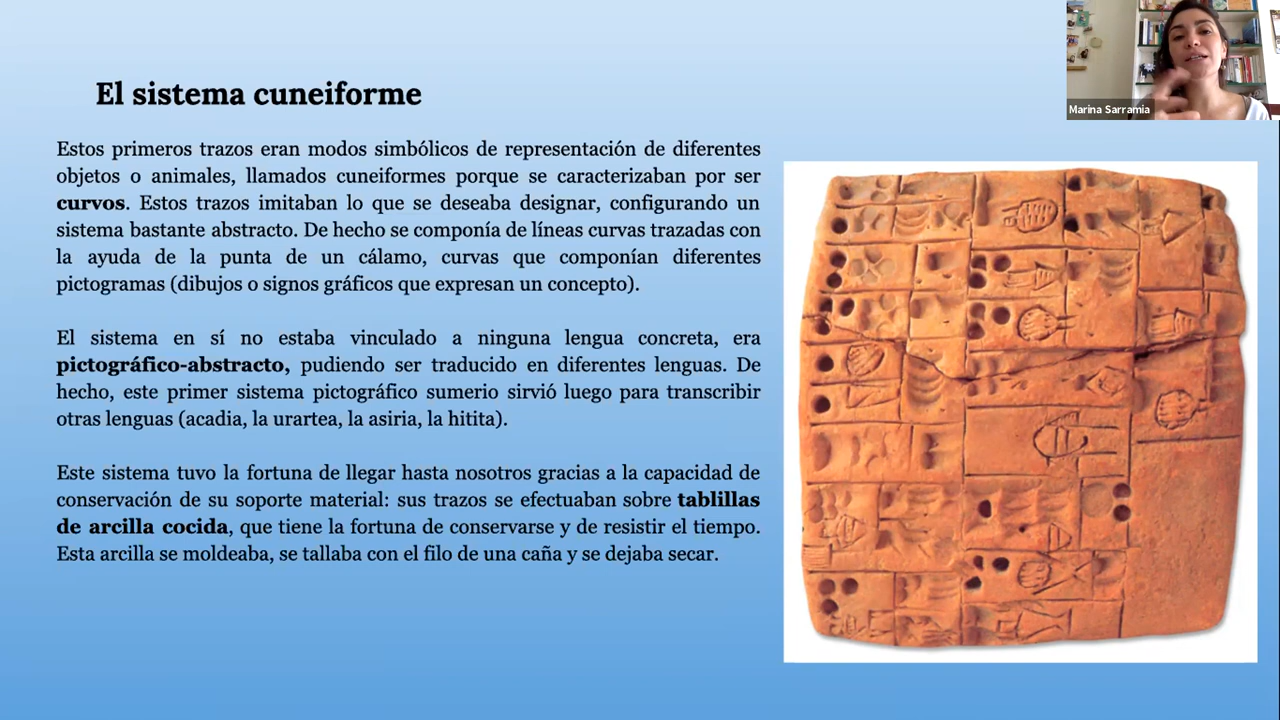 El sistema cuneiforme
Marina Sarramia
Estos primeros trazos eran modos simbólicos de representación de diferentes
objetos o animales, llamados cuneiformes porque se caracterizaban por ser
curvos. Estos trazos imitaban lo que se deseaba designar, configurando un
sistema bastante abstracto. De hecho se componía de líneas curvas trazadas con
la ayuda de la punta de un cálamo, curvas que componían diferentes
pictogramas (dibujos o signos gráficos que expresan un concepto).
El sistema en sí no estaba vinculado a ninguna lengua concreta, era
pictográfico-abstracto, pudiendo ser traducido en diferentes lenguas. De
hecho, este primer sistema pictográfico sumerio sirvió luego para transcribir
otras lenguas (acadia, la urartea, la asiria, la hitita).
Este sistema tuvo la fortuna de llegar hasta nosotros gracias a la capacidad de
conservación de su soporte material: sus trazos se efectuaban sobre tablillas
de arcilla cocida, que tiene la fortuna de conservarse y de resistir el tiempo.
Esta arcilla se moldeaba, se tallaba con el filo de una caña y se dejaba secar.